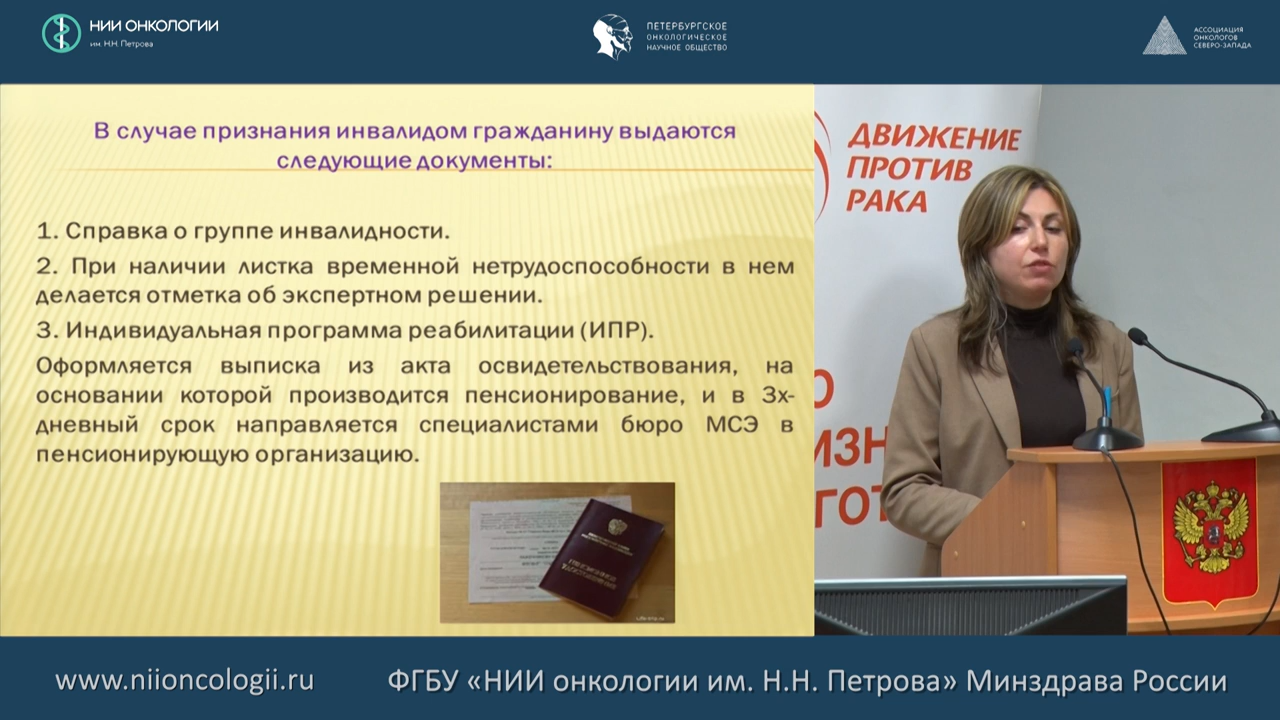 НИИ ОНКОЛОГИИ
им. Н.Н. Петрова
ПЕТЕРБУРГСКОЕ
ОНКОЛОГИЧЕСКОЕ
НАУЧНОЕ ОБЩЕСТВО
АССОЦИАЦИЯ
ОНКОЛОГОВ
СЕВЕРО-ЗАПАДА
В случае признания инвалидом гражданину выдаются
следующие документы:
1. Справка о группе инвалидности.
2. При наличии листка временной нетрудоспособности в нем
делается отметка об экспертном решении.
3. Индивидуальная программа реабилитации (ИПР).
Оформляется выписка из акта освидетельствования, на
основании которой производится пенсионирование, и в 3х-
дневный срок направляется специалистами бюро МСЭ в
пенсионирующую организацию.
ПЕНСИОННОЕ
УДОСТОВЕРЕНИЕ
ДВИЖЕНИЕ
ПРОТИВ
РАКА
www.niioncologii.ru
ФГБУ «НИИ онкологии им. Н.Н. Петрова» Минздрава России